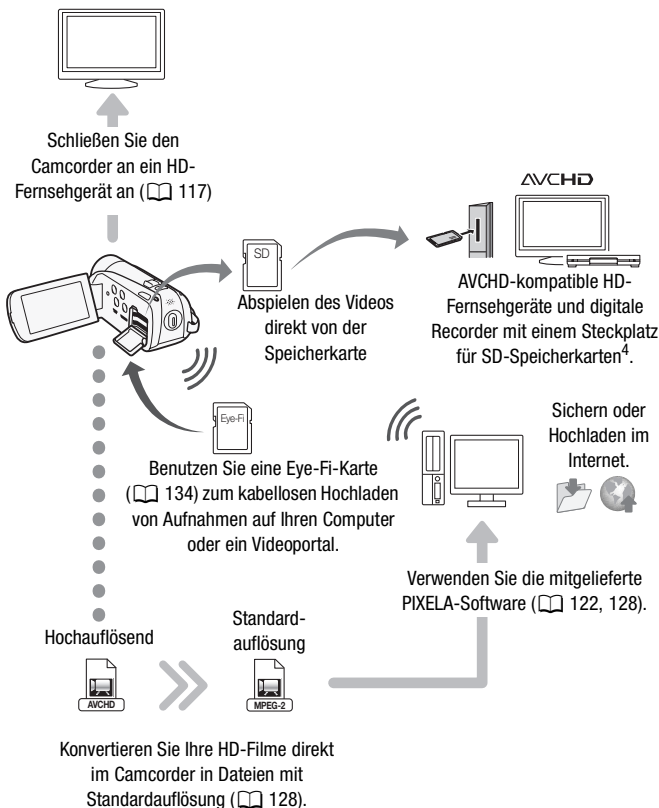 Schließen Sie den
Camcorder an ein HD-
Fernsehgerät an ( 117)
AVCHD
SD
Abspielen des Videos
direkt von der
Speicherkarte
AVCHD-kompatible HD-
Fernsehgeräte und digitale
Recorder mit einem Steckplatz
für SD-Speicherkarten4.
Eye-Fi
Benutzen Sie eine Eye-Fi-Karte
( 134) zum kabellosen Hochladen
von Aufnahmen auf Ihren Computer
oder ein Videoportal.
Sichern oder
Hochladen im
Internet.
Verwenden Sie die mitgelieferte
PIXELA-Software ( 122, 128).
Hochauflösend
AVCHD
Standard-
auflösung
MPEG-2
Konvertieren Sie Ihre HD-Filme direkt
im Camcorder in Dateien mit
Standardauflösung ( 128).